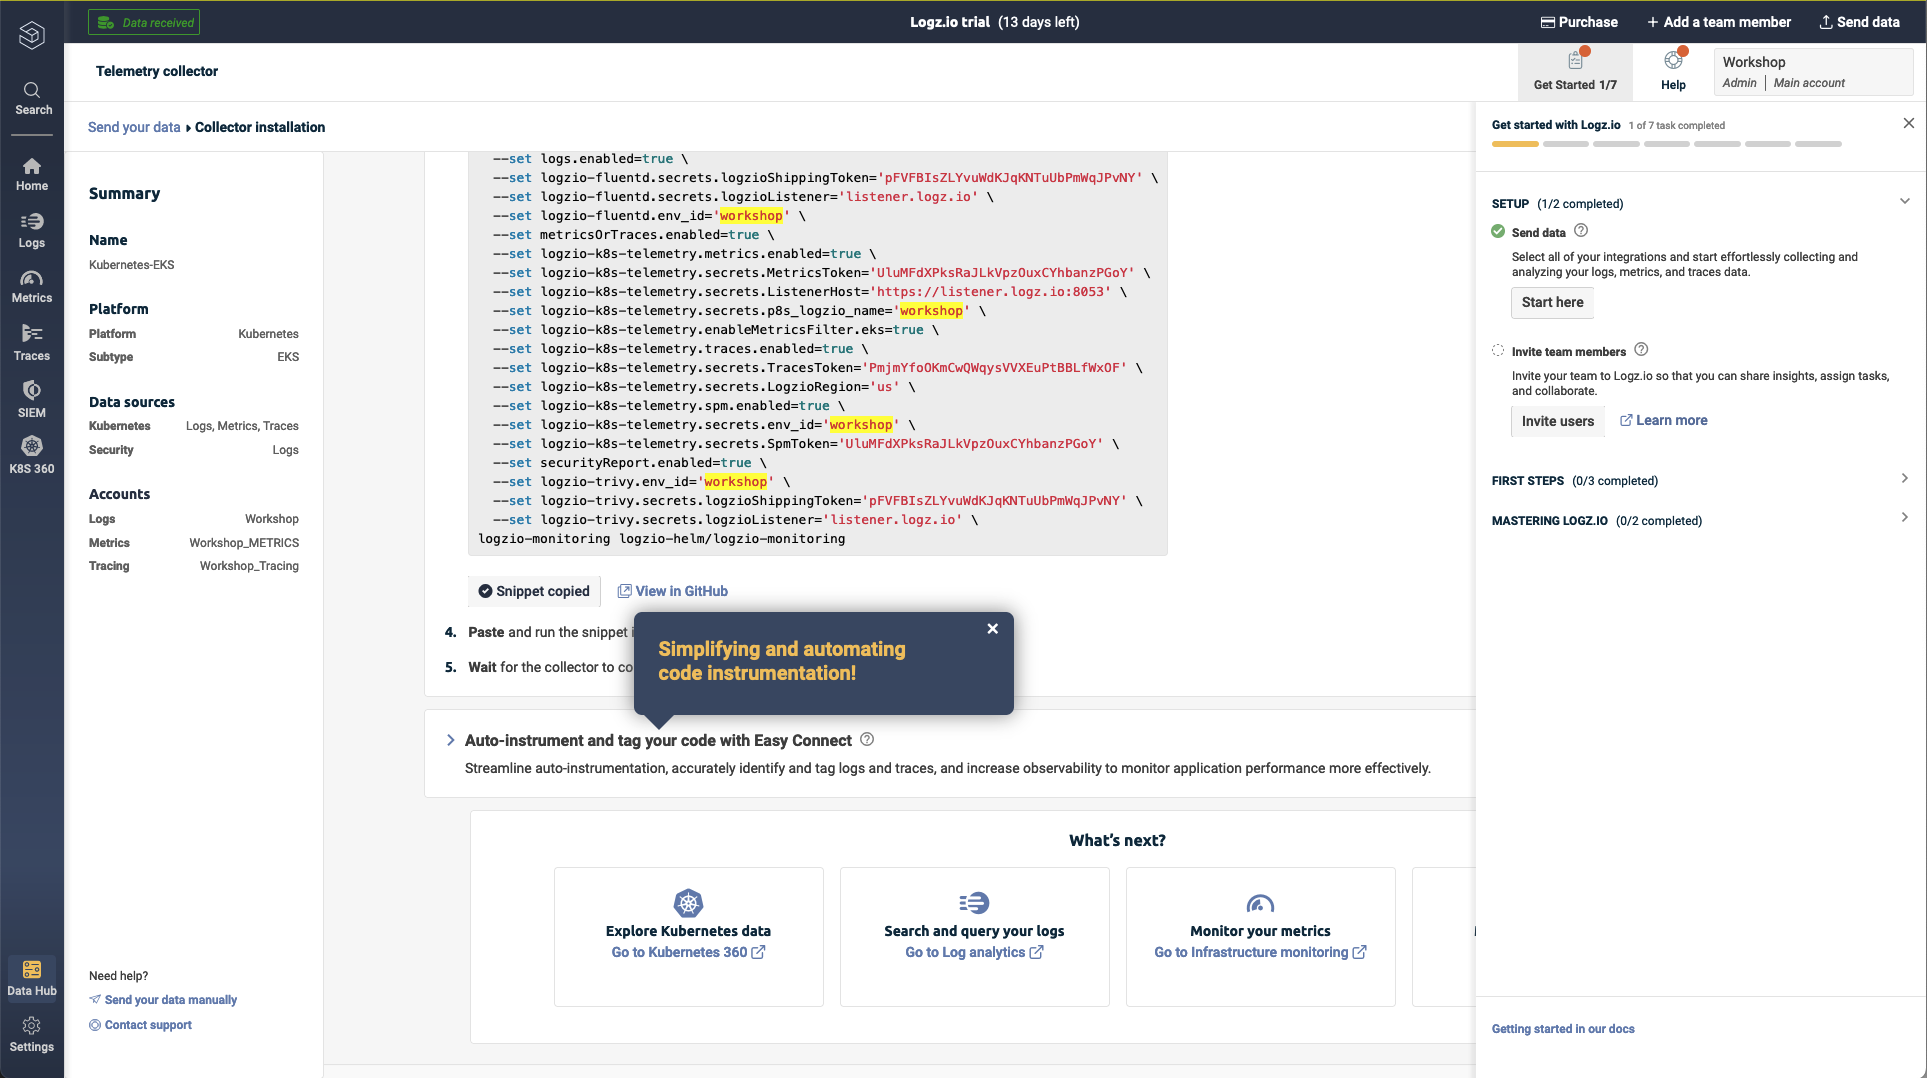 Data received
Logz.io trial (13 days left)
Purchase
Add a team member
Send data
Telemetry collector
Get Started 1/7
Help
Workshop
Admin | Main account
Search
Home
Logs
Metrics
Traces
SIEM
K8S 360
Data Hub
Settings
Send your data ▸ Collector installation
Summary
Name
Kubernetes-EKS
Platform
Platform Kubernetes
Subtype EKS
Data sources
Kubernetes Logs, Metrics, Traces
Security Logs
Accounts
Logs Workshop
Metrics Workshop_METRICS
Tracing Workshop_Tracing
Need help?
Send your data manually
Contact support
--set logs.enabled=true \
--set logzio-fluentd.secrets.logzioShippingToken='pFVFBIsZLYvuWdKJqKNTuUbPmWqJPvNY' \
--set logzio-fluentd.secrets.logzioListener='listener.logz.io' \
--set logzio-fluentd.env_id='workshop' \
--set metricsOrTraces.enabled=true \
--set logzio-k8s-telemetry.metrics.enabled=true \
--set logzio-k8s-telemetry.secrets.MetricsToken='UluMFdXPksRaJLkVpzOuxCYhbanzPGoY' \
--set logzio-k8s-telemetry.secrets.ListenerHost='https://listener.logz.io:8053' \
--set logzio-k8s-telemetry.secrets.p8s_logzio_name='workshop' \
--set logzio-k8s-telemetry.enableMetricsFilter.eks=true \
--set logzio-k8s-telemetry.traces.enabled=true \
--set logzio-k8s-telemetry.secrets.TracesToken='PmjmYfoOKmCwQWqysVVXEuPtBBLfWxOF' \
--set logzio-k8s-telemetry.secrets.LogzioRegion='us' \
--set logzio-k8s-telemetry.spm.enabled=true \
--set logzio-k8s-telemetry.secrets.env_id='workshop' \
--set logzio-k8s-telemetry.secrets.SpmToken='UluMFdXPksRaJLkVpzOuxCYhbanzPGoY' \
--set securityReport.enabled=true \
--set logzio-trivy.env_id='workshop' \
--set logzio-trivy.secrets.logzioShippingToken='pFVFBIsZLYvuWdKJqKNTuUbPmWqJPvNY' \
--set logzio-trivy.secrets.logzioListener='listener.logz.io' \
logzio-monitoring logzio-helm/logzio-monitoring
Snippet copied
View in GitHub
4. Paste and run the snippet
5. Wait for the collector to
Simplifying and automating
code instrumentation!
Auto-instrument and tag your code with Easy Connect
Streamline auto-instrumentation, accurately identify and tag logs and traces, and increase observability to monitor application performance more effectively.
What's next?
Explore Kubernetes data
Go to Kubernetes 360
Search and query your logs
Go to Log analytics
Monitor your metrics
Go to Infrastructure monitoring
Get started with Logz.io 1 of 7 task completed
SETUP (1/2 completed)
Send data
Select all of your integrations and start effortlessly collecting and
analyzing your logs, metrics, and traces data.
Start here
Invite team members
Invite your team to Logz.io so that you can share insights, assign tasks,
and collaborate.
Invite users
Learn more
FIRST STEPS (0/3 completed)
MASTERING LOGZ.IO (0/2 completed)
Getting started in our docs